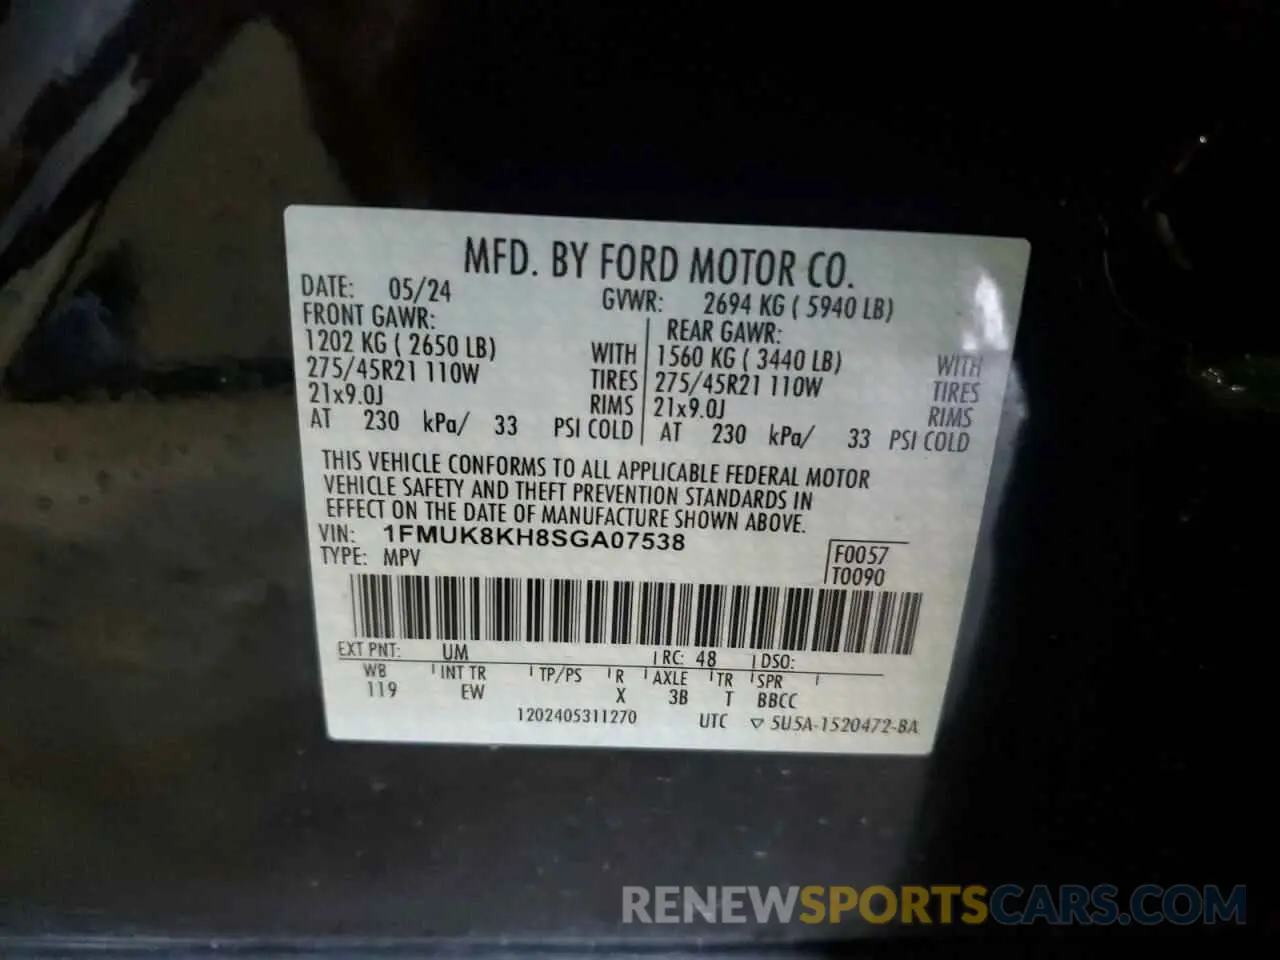 MFD. BY FORD MOTOR CO.
DATE: 05/24 GVWR: 2694 KG ( 5940 LB)
FRONT GAWR: REAR GAWR:
1202 KG ( 2650 LB) WITH 1560 KG ( 3440 LB) WITH
275/45R21 110W TIRES 275/45R21 110W TIRES
21x9.0J RIMS 21x9.0J RIMS
AT 230 kPa/ 33 PSI COLD AT 230 kPa/ 33 PSI COLD
THIS VEHICLE CONFORMS TO ALL APPLICABLE FEDERAL MOTOR
VEHICLE SAFETY AND THEFT PREVENTION STANDARDS IN
EFFECT ON THE DATE OF MANUFACTURE SHOWN ABOVE.
VIN: 1FMUK8KH8SGA07538
TYPE: MPV
F0057
T0090
EXT PNT: UM RC: 48 DSO:
WB INT TR TP/PS R AXLE TR SPR
119 EW X 3B T BBCC
1202405311270 UTC ▽ 5U5A-1520472-BA
RENEWSPORTSCARS.COM